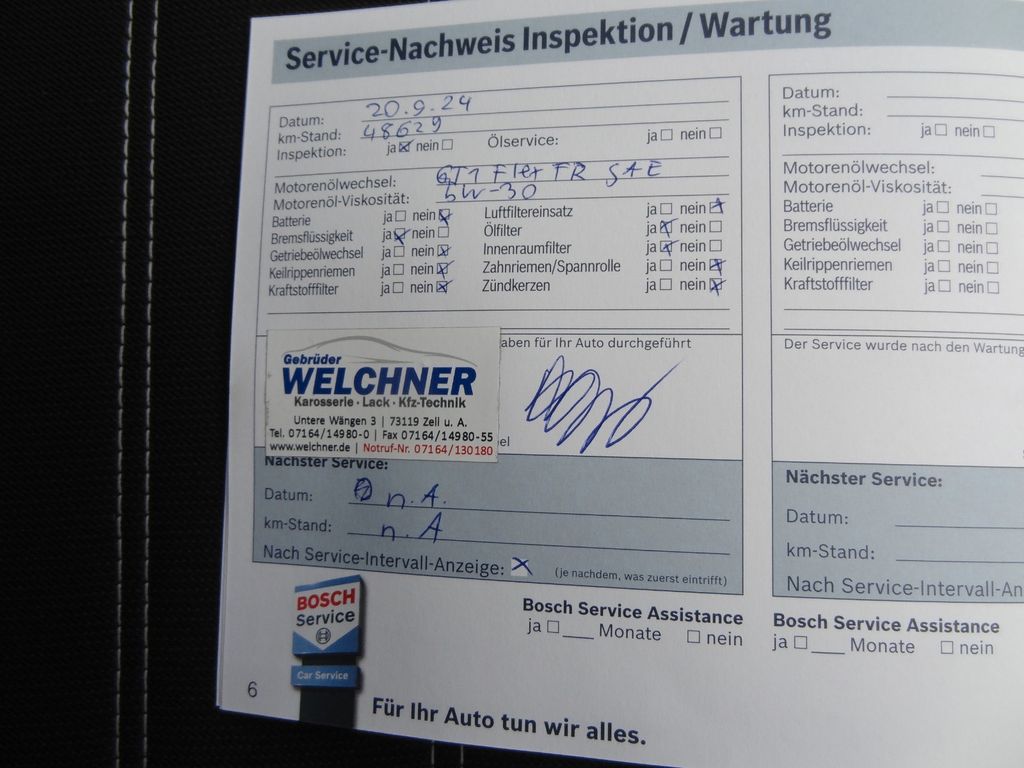 Service-Nachweis Inspektion / Wartung
Datum: 20.9.24
km-Stand: 48629
Inspektion: ja☒ nein☐ Ölservice: ja☐ nein☐
Motorenölwechsel: GT1 Flex FR SAE
Motorenöl-Viskosität: 5W-30
Batterie ja☐ nein☒ Luftfiltereinsatz ja☐ nein☒
Bremsflüssigkeit ja☒ nein☐ Ölfilter ja☒ nein☐
Getriebeölwechsel ja☐ nein☒ Innenraumfilter ja☒ nein☐
Keilrippenriemen ja☐ nein☒ Zahnriemen/Spannrolle ja☐ nein☒
Kraftstofffilter ja☐ nein☒ Zündkerzen ja☐ nein☒
aben für Ihr Auto durchgeführt
Gebrüder
WELCHNER
Karosserie · Lack · Kfz-Technik
Untere Wängen 3 | 73119 Zell u. A.
Tel. 07164/14980-0 | Fax 07164/14980-55
www.welchner.de | Notruf-Nr. 07164/130180
el
Nächster Service:
Datum: n.A.
km-Stand: n.A
Nach Service-Intervall-Anzeige: ☒ (je nachdem, was zuerst eintrifft)
Bosch Service Assistance
ja ☐ ___ Monate ☐ nein
BOSCH
Service
Car Service
6
Für Ihr Auto tun wir alles.
Datum:
km-Stand:
Inspektion: ja☐ nein☐
Motorenölwechsel:
Motorenöl-Viskosität:
Batterie ja☐ nein☐
Bremsflüssigkeit ja☐ nein☐
Getriebeölwechsel ja☐ nein☐
Keilrippenriemen ja☐ nein☐
Kraftstofffilter ja☐ nein☐
Der Service wurde nach den Wartung
Nächster Service:
Datum:
km-Stand:
Nach Service-Intervall-An
Bosch Service Assistance
ja ☐ ___ Monate ☐ nein